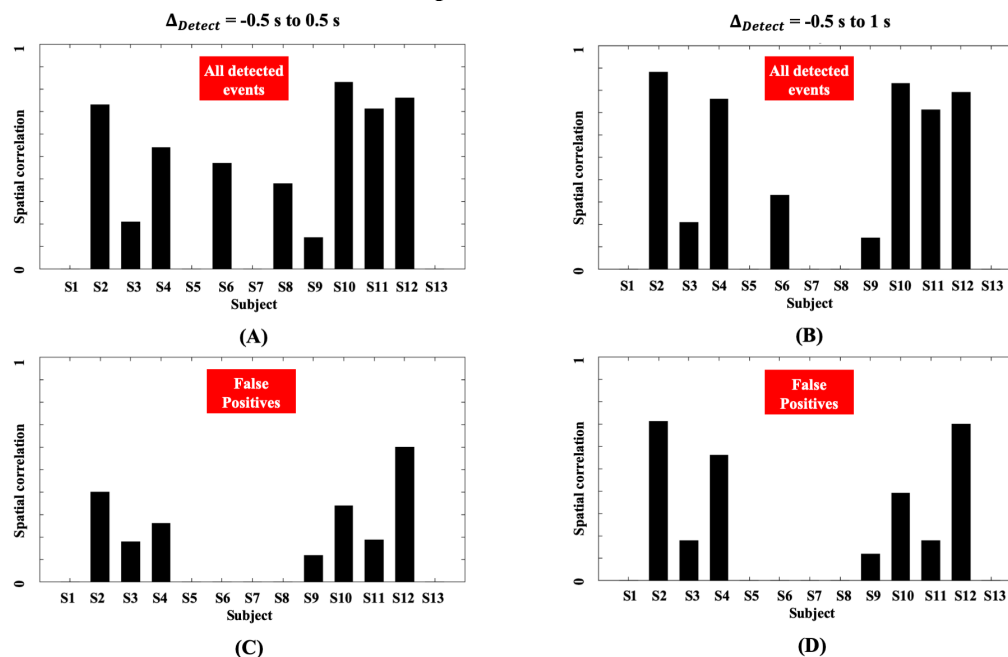 Δ_Detect = -0.5 s to 0.5 s
1
All detected
events
Spatial correlation
0
S1 S2 S3 S4 S5 S6 S7 S8 S9 S10 S11 S12 S13
Subject
(A)
Δ_Detect = -0.5 s to 1 s
1
All detected
events
Spatial correlation
0
S1 S2 S3 S4 S5 S6 S7 S8 S9 S10 S11 S12 S13
Subject
(B)
1
False
Positives
Spatial correlation
0
S1 S2 S3 S4 S5 S6 S7 S8 S9 S10 S11 S12 S13
Subject
(C)
1
False
Positives
Spatial correlation
0
S1 S2 S3 S4 S5 S6 S7 S8 S9 S10 S11 S12 S13
Subject
(D)